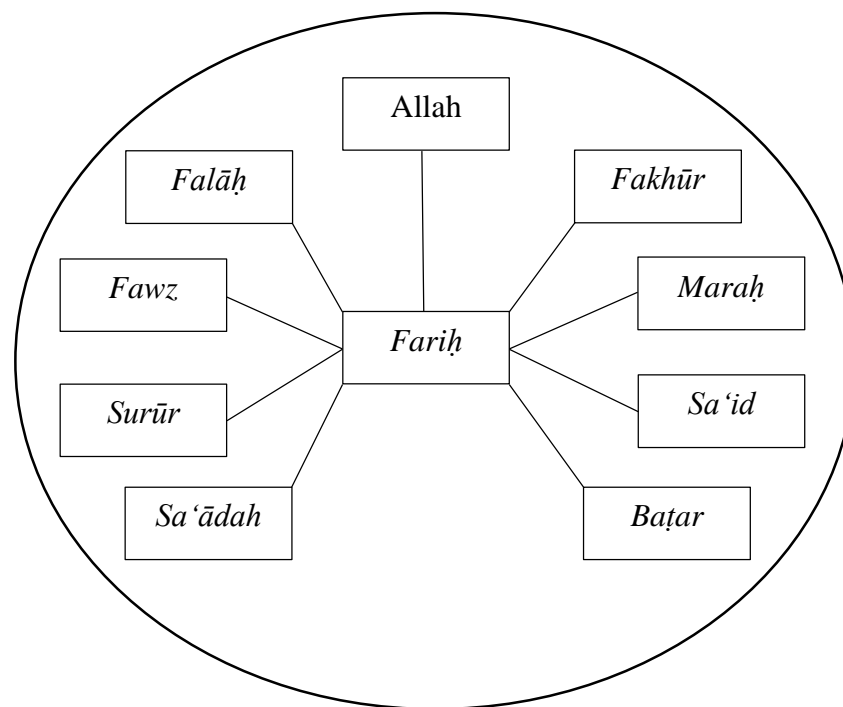 Allah
Falāḥ
Fakhūr
Fawz
Maraḥ
Fariḥ
Surūr
Sa‘id
Sa‘ādah
Baṭar